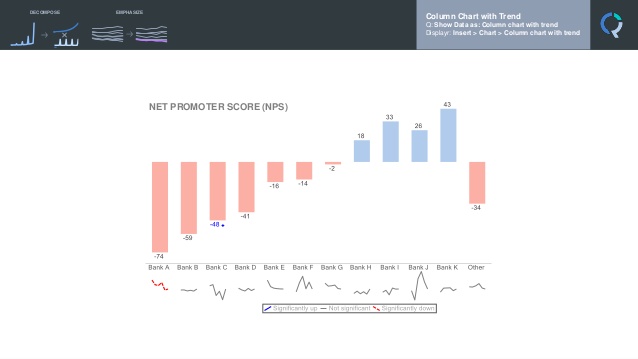 DECOMPOSE
EMPHASIZE
Column Chart with Trend
Q: Show Data as: Column chart with trend
Displayr: Insert > Chart > Column chart with trend
NET PROMOTER SCORE (NPS)
43
33
26
18
-2
-14
-16
-34
-41
-48
-59
-74
Bank A Bank B Bank C Bank D Bank E Bank F Bank G Bank H Bank I Bank J Bank K Other
Significantly up Not significant Significantly down